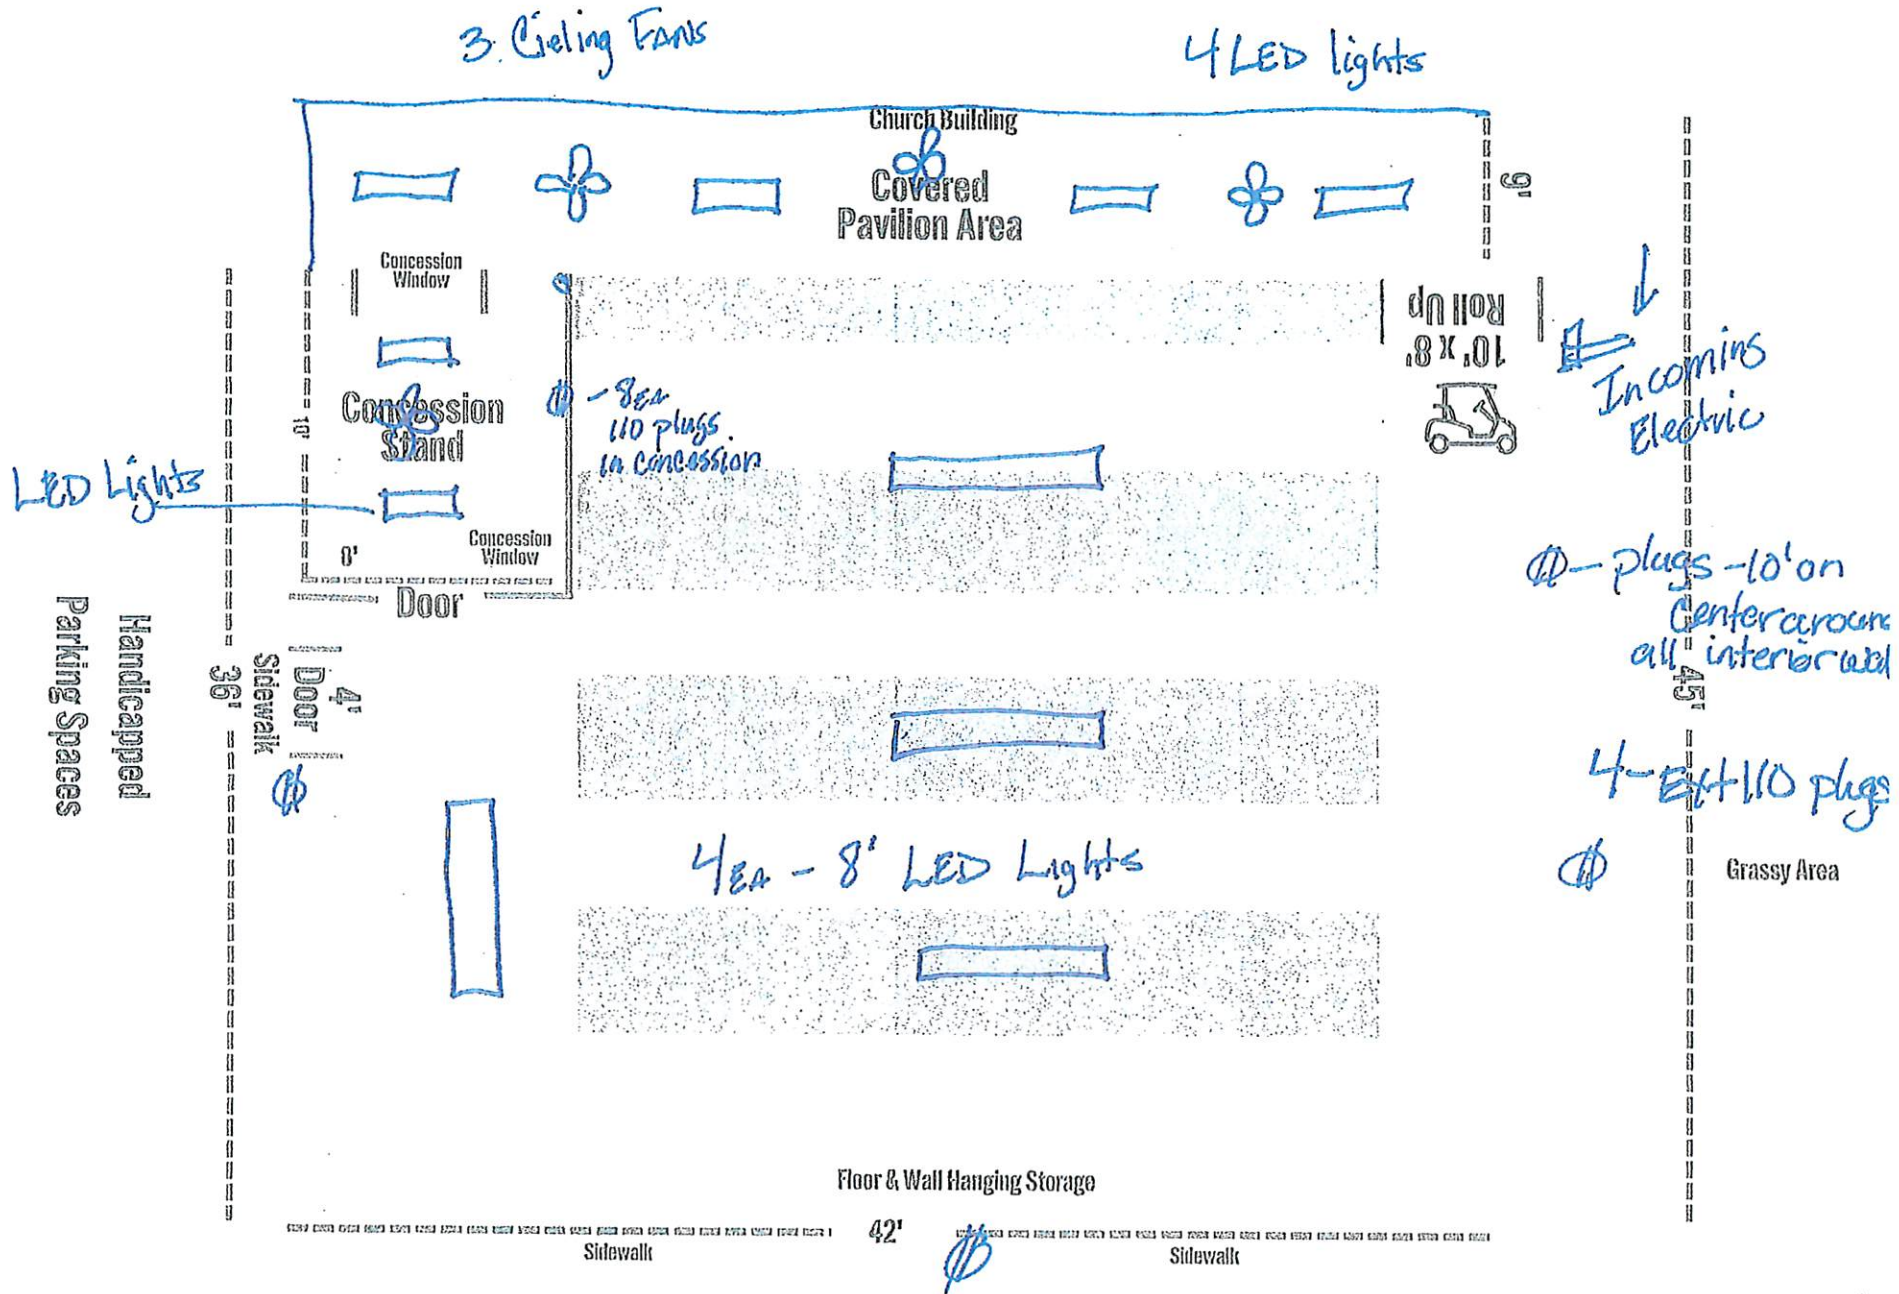 3. Cieling FANS
4 LED lights
Church Building
Covered
Pavilion Area
9'
Concession
Window
Roll Up
10' X 8'
Incoming
Electric
Concession
Stand
10'
- 8EA
110 plugs.
in concession
LED Lights
8'
Concession
Window
Door
- plugs - 10' on
Center around
all interior wal
45'
Handicapped
Parking Spaces
36'
Sidewalk
4'
Door
4 - Ext 110 plugs
4EA - 8' LED Lights
Grassy Area
Floor & Wall Hanging Storage
42'
Sidewalk
Sidewalk